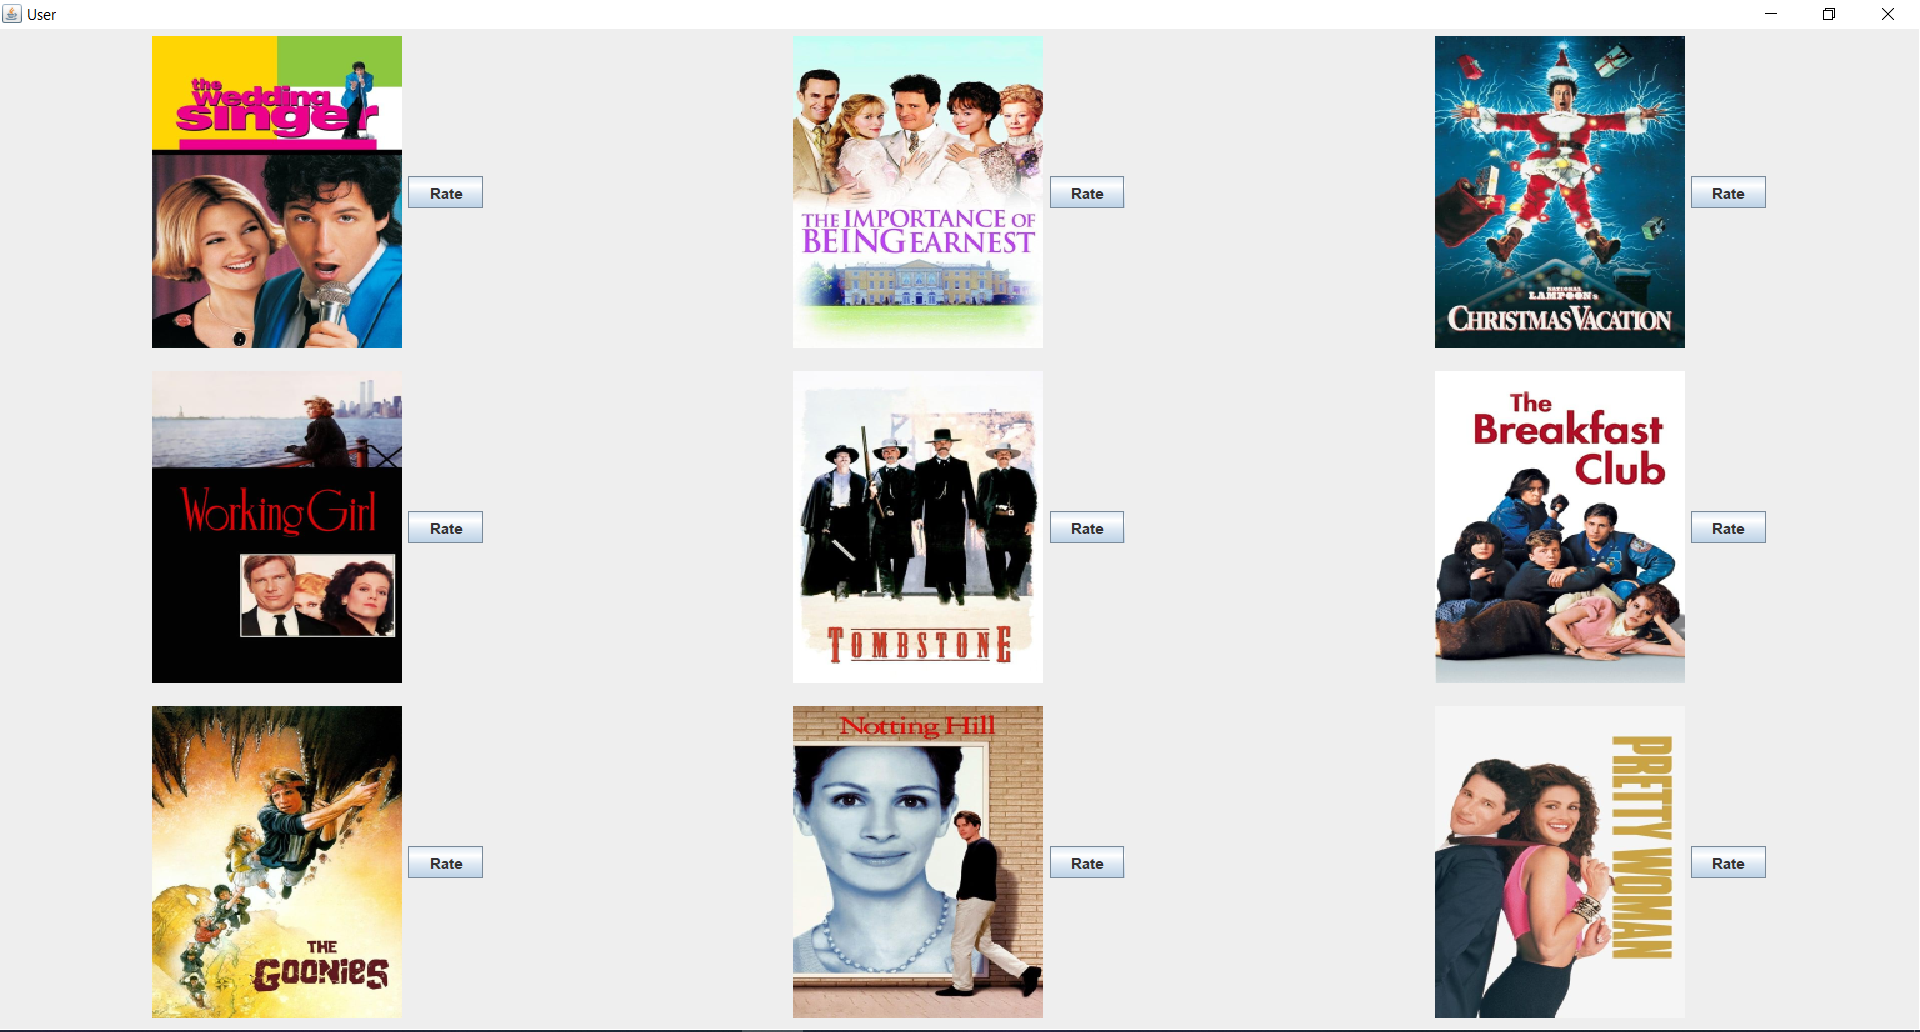 User
the
wedding
singer
Rate
THE IMPORTANCE OF
BEING EARNEST
Rate
NATIONAL
LAMPOON'S
CHRISTMAS VACATION
Rate
Working Girl
Rate
TOMBSTONE
Rate
The
Breakfast
Club
Rate
THE
GOONIES
Rate
Notting Hill
Rate
PRETTY WOMAN
Rate